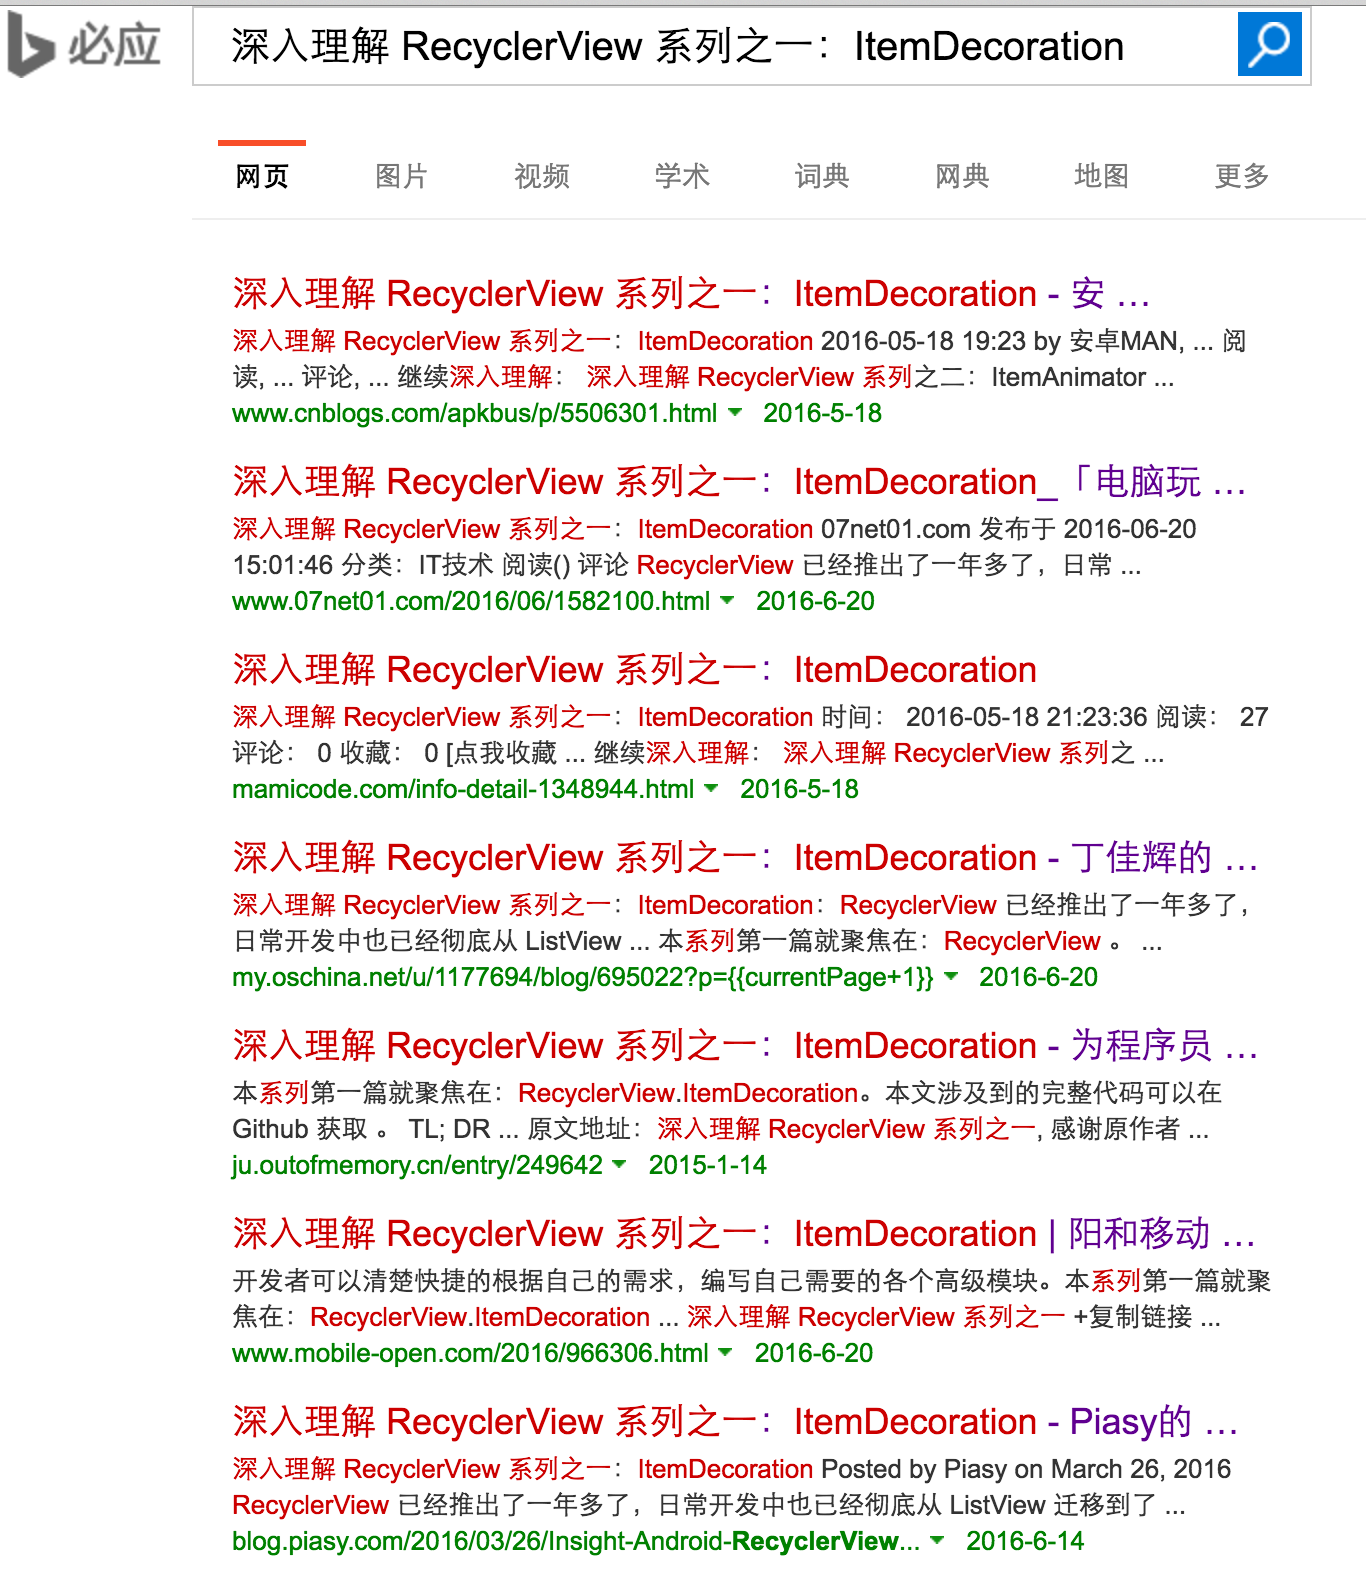 必应
深入理解 RecyclerView 系列之一：ItemDecoration
网页 图片 视频 学术 词典 网典 地图 更多
深入理解 RecyclerView 系列之一：ItemDecoration - 安 ...
深入理解 RecyclerView 系列之一：ItemDecoration 2016-05-18 19:23 by 安卓MAN, ... 阅
读, ... 评论, ... 继续深入理解： 深入理解 RecyclerView 系列之二：ItemAnimator ...
www.cnblogs.com/apkbus/p/5506301.html 2016-5-18
深入理解 RecyclerView 系列之一：ItemDecoration_「电脑玩 ...
深入理解 RecyclerView 系列之一：ItemDecoration 07net01.com 发布于 2016-06-20
15:01:46 分类：IT技术 阅读() 评论 RecyclerView 已经推出了一年多了，日常 ...
www.07net01.com/2016/06/1582100.html 2016-6-20
深入理解 RecyclerView 系列之一：ItemDecoration
深入理解 RecyclerView 系列之一：ItemDecoration 时间： 2016-05-18 21:23:36 阅读： 27
评论： 0 收藏： 0 [点我收藏 ... 继续深入理解： 深入理解 RecyclerView 系列之 ...
mamicode.com/info-detail-1348944.html 2016-5-18
深入理解 RecyclerView 系列之一：ItemDecoration - 丁佳辉的 ...
深入理解 RecyclerView 系列之一：ItemDecoration：RecyclerView 已经推出了一年多了，
日常开发中也已经彻底从 ListView ... 本系列第一篇就聚焦在：RecyclerView 。 ...
my.oschina.net/u/1177694/blog/695022?p={{currentPage+1}} 2016-6-20
深入理解 RecyclerView 系列之一：ItemDecoration - 为程序员 ...
本系列第一篇就聚焦在：RecyclerView.ItemDecoration。本文涉及到的完整代码可以在
Github 获取 。 TL; DR ... 原文地址：深入理解 RecyclerView 系列之一, 感谢原作者 ...
ju.outofmemory.cn/entry/249642 2015-1-14
深入理解 RecyclerView 系列之一：ItemDecoration | 阳和移动 ...
开发者可以清楚快捷的根据自己的需求，编写自己需要的各个高级模块。本系列第一篇就聚
焦在：RecyclerView.ItemDecoration ... 深入理解 RecyclerView 系列之一 +复制链接 ...
www.mobile-open.com/2016/966306.html 2016-6-20
深入理解 RecyclerView 系列之一：ItemDecoration - Piasy的 ...
深入理解 RecyclerView 系列之一：ItemDecoration Posted by Piasy on March 26, 2016
RecyclerView 已经推出了一年多了，日常开发中也已经彻底从 ListView 迁移到了 ...
blog.piasy.com/2016/03/26/Insight-Android-RecyclerView... 2016-6-14